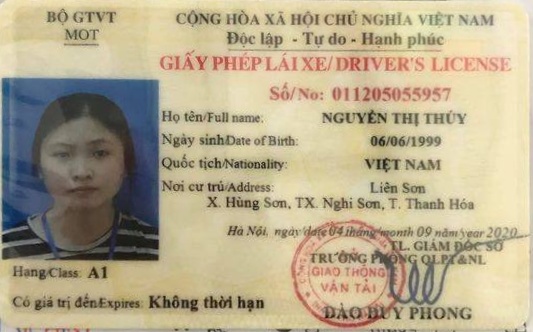 BỘ GTVT
MOT
CỘNG HÒA XÃ HỘI CHỦ NGHĨA VIỆT NAM
Độc lập - Tự do - Hạnh phúc
GIẤY PHÉP LÁI XE/DRIVER'S LICENSE
Số/No: 011205055957
Họ tên/Full name: NGUYỄN THỊ THÚY
Ngày sinh/Date of Birth: 06/06/1999
Quốc tịch/Nationality: VIỆT NAM
Nơi cư trú/Address: Liên Sơn
X. Hùng Sơn, TX. Nghi Sơn, T. Thanh Hóa
Hà Nội, ngày/date 04 tháng/month 09 năm/year 2020
TL. GIÁM ĐỐC SỞ
TRƯỞNG PHÒNG QLPT&NL
GIAO THÔNG
VẬN TẢI
Hạng/Class: A1
Có giá trị đến/Expires: Không thời hạn
ĐÀO DUY PHONG